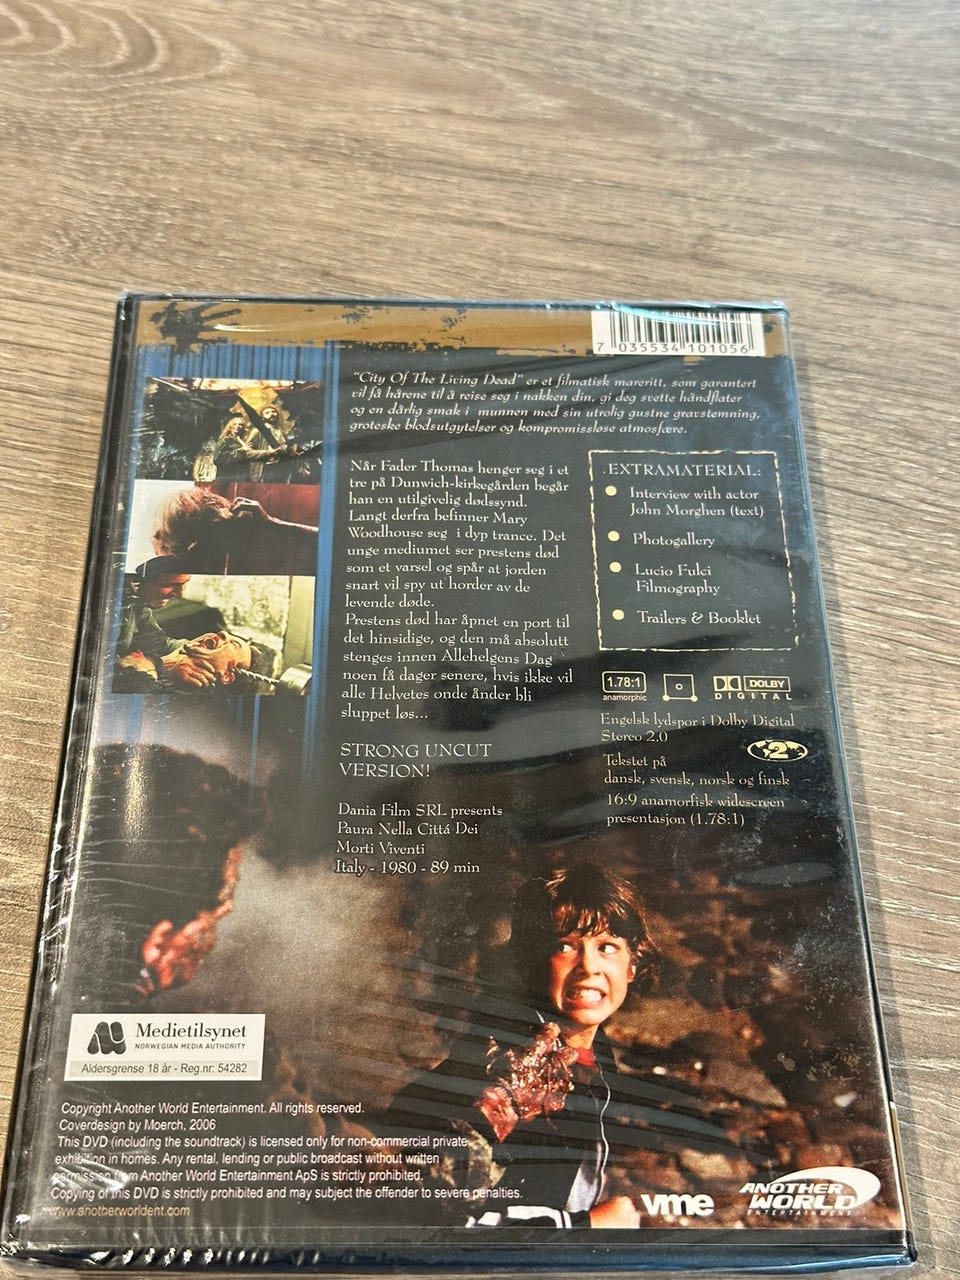 7 035534 101056
"City Of The Living Dead" er et filmatisk mareritt, som garantert
vil få hårene til å reise seg i nakken din, gi deg svette håndflater
og en dårlig smak i munnen med sin utrolig gustne gravstemning,
groteske blodsutgytelser og kompromissløse atmosfære.
Når Fader Thomas henger seg i et
tre på Dunwich-kirkegården begår
han en utilgivelig dødssynd.
Langt derfra befinner Mary
Woodhouse seg i dyp trance. Det
unge mediumet ser prestens død
som et varsel og spår at jorden
snart vil spy ut horder av de
levende døde.
Prestens død har åpnet en port til
det hinsidige, og den må absolutt
stenges innen Allehelgens Dag
noen få dager senere, hvis ikke vil
alle Helvetes onde ånder bli
sluppet løs...
STRONG UNCUT
VERSION!
Dania Film SRL presents
Paura Nella Cittá Dei
Morti Viventi
Italy - 1980 - 89 min
EXTRAMATERIAL:
Interview with actor
John Morghen (text)
Photogallery
Lucio Fulci
Filmography
Trailers & Booklet
1.78:1
anamorphic
DOLBY
DIGITAL
Engelsk lydspor i Dolby Digital
Stereo 2.0
2
Tekstet på
dansk, svensk, norsk og finsk
16:9 anamorfisk widescreen
presentasjon (1.78:1)
Medietilsynet
NORWEGIAN MEDIA AUTHORITY
Aldersgrense 18 år - Reg.nr: 54282
Copyright Another World Entertainment. All rights reserved.
Coverdesign by Moerch, 2006
This DVD (including the soundtrack) is licensed only for non-commercial private
exhibition in homes. Any rental, lending or public broadcast without written
permission from Another World Entertainment ApS is strictly prohibited.
Copying of this DVD is strictly prohibited and may subject the offender to severe penalties.
www.anotherworldent.com
vme
ANOTHER
WORLD
ENTERTAINMENT